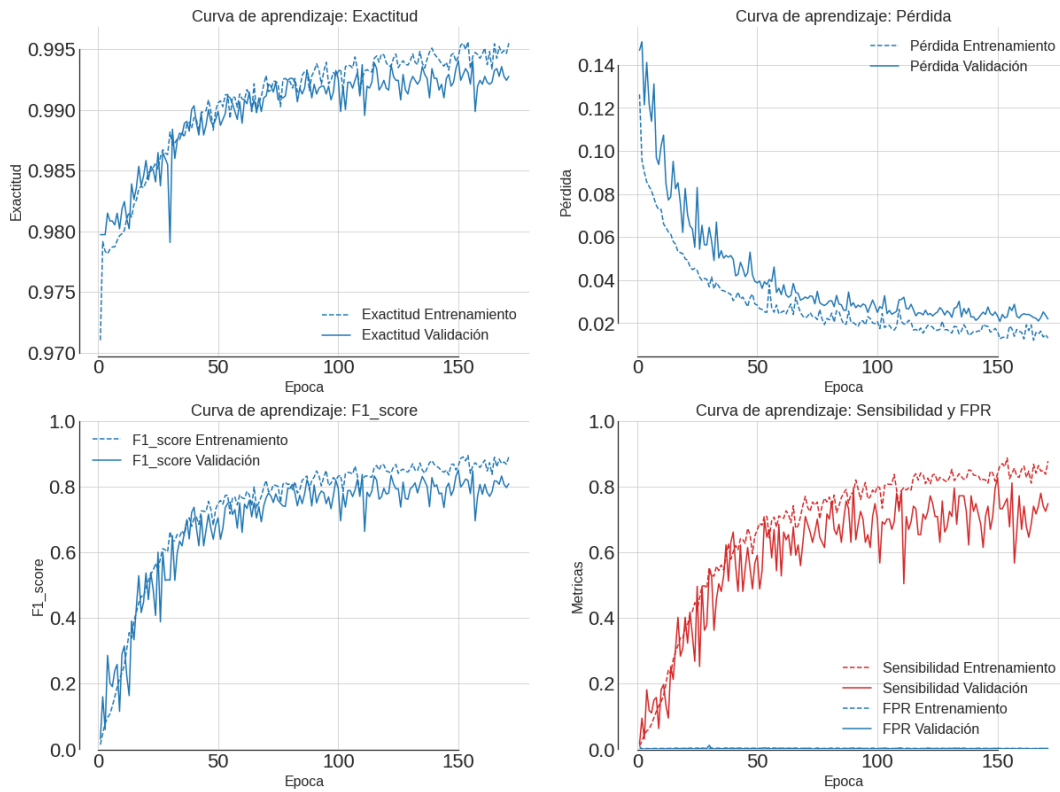 Curva de aprendizaje: Exactitud
0.995
0.990
0.985
0.980
0.975
0.970
Exactitud
Exactitud Entrenamiento
Exactitud Validación
0
50
100
150
Epoca
Curva de aprendizaje: Pérdida
Pérdida Entrenamiento
Pérdida Validación
0.14
0.12
0.10
0.08
0.06
0.04
0.02
Pérdida
0
50
100
150
Epoca
Curva de aprendizaje: F1_score
F1_score Entrenamiento
F1_score Validación
1.0
0.8
0.6
0.4
0.2
0.0
F1_score
0
50
100
150
Epoca
Curva de aprendizaje: Sensibilidad y FPR
1.0
0.8
0.6
0.4
0.2
0.0
Metricas
Sensibilidad Entrenamiento
Sensibilidad Validación
FPR Entrenamiento
FPR Validación
0
50
100
150
Epoca